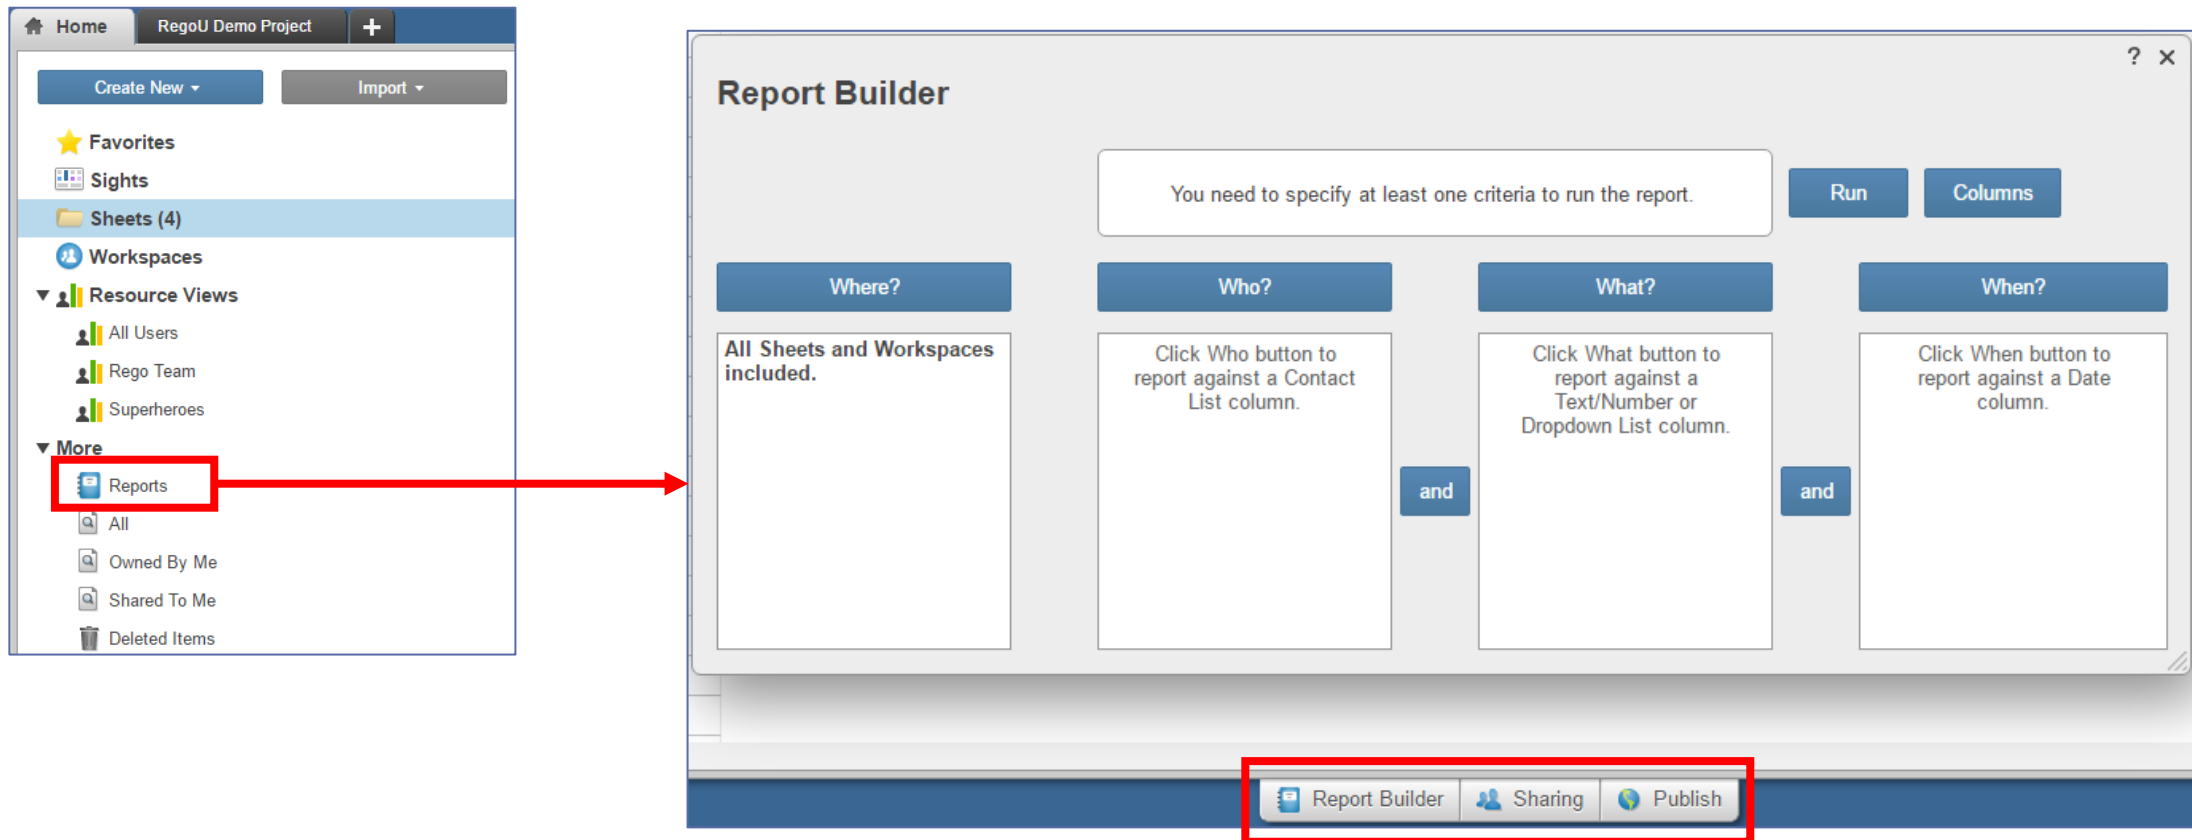 Home
RegoU Demo Project
+
Create New
Import
Favorites
Sights
Sheets (4)
Workspaces
Resource Views
All Users
Rego Team
Superheroes
More
Reports
All
Owned By Me
Shared To Me
Deleted Items
? ×
Report Builder
You need to specify at least one criteria to run the report.
Run
Columns
Where?
Who?
What?
When?
All Sheets and Workspaces
included.
Click Who button to
report against a Contact
List column.
and
Click What button to
report against a
Text/Number or
Dropdown List column.
and
Click When button to
report against a Date
column.
Report Builder
Sharing
Publish